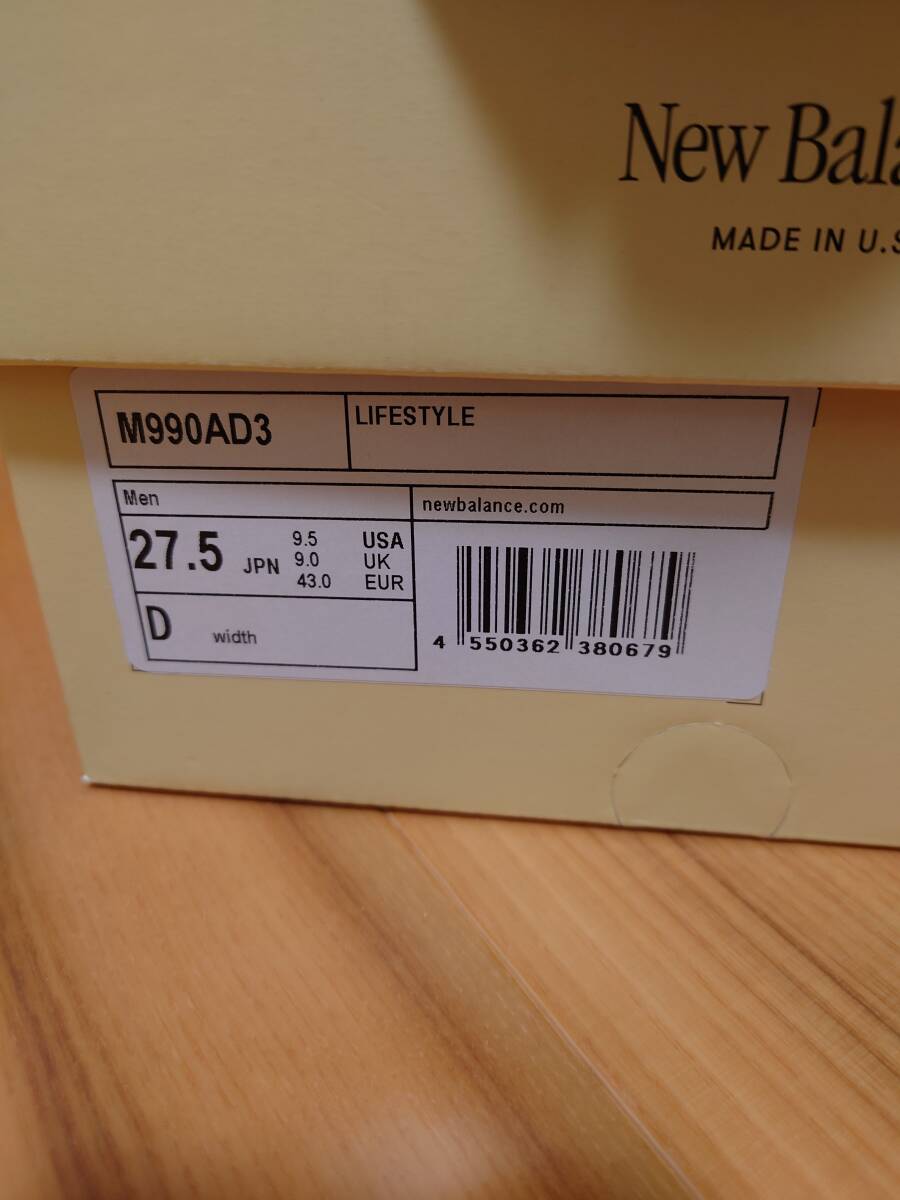 New Bala
MADE IN U.S
M990AD3
LIFESTYLE
Men
newbalance.com
27.5 JPN
9.5 USA
9.0 UK
43.0 EUR
D width
4 550362 380679